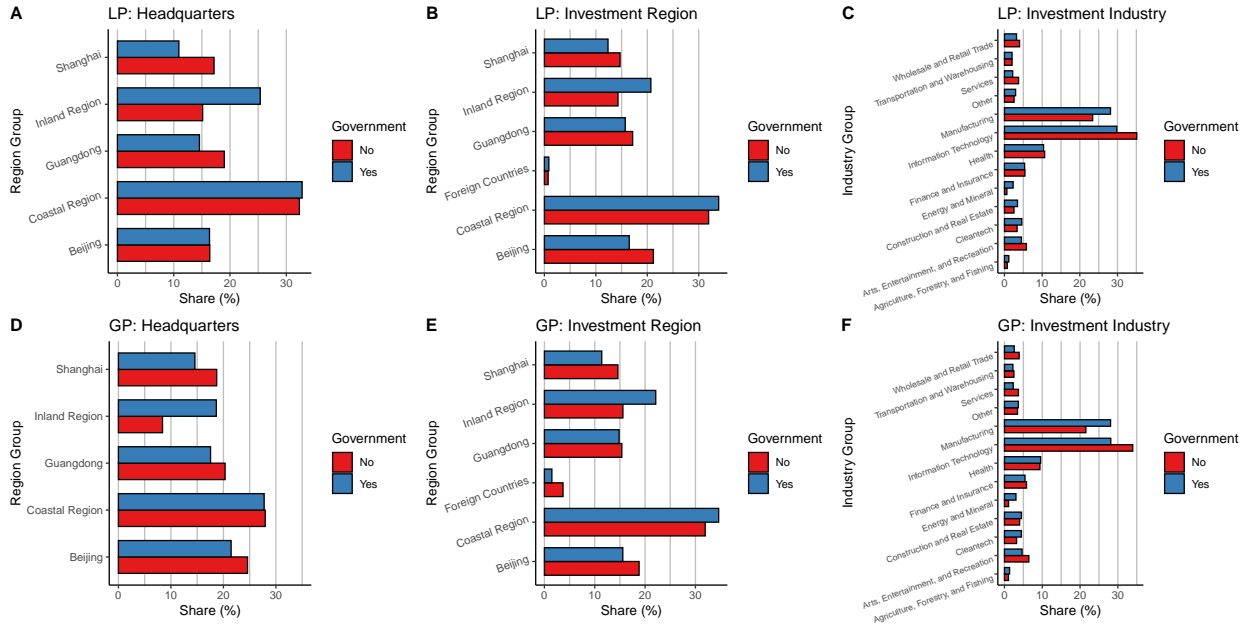 A
LP: Headquarters
Region Group
Shanghai
Inland Region
Guangdong
Coastal Region
Beijing
0 10 20 30
Share (%)
Government
No
Yes
B
LP: Investment Region
Region Group
Shanghai
Inland Region
Guangdong
Foreign Countries
Coastal Region
Beijing
0 10 20 30
Share (%)
Government
No
Yes
C
LP: Investment Industry
Industry Group
Wholesale and Retail Trade
Transportation and Warehousing
Services
Other
Manufacturing
Information Technology
Health
Finance and Insurance
Energy and Mineral
Construction and Real Estate
Cleantech
Arts, Entertainment, and Recreation
Agriculture, Forestry, and Fishing
0 10 20 30
Share (%)
Government
No
Yes
D
GP: Headquarters
Region Group
Shanghai
Inland Region
Guangdong
Coastal Region
Beijing
0 10 20 30
Share (%)
Government
No
Yes
E
GP: Investment Region
Region Group
Shanghai
Inland Region
Guangdong
Foreign Countries
Coastal Region
Beijing
0 10 20 30
Share (%)
Government
No
Yes
F
GP: Investment Industry
Industry Group
Wholesale and Retail Trade
Transportation and Warehousing
Services
Other
Manufacturing
Information Technology
Health
Finance and Insurance
Energy and Mineral
Construction and Real Estate
Cleantech
Arts, Entertainment, and Recreation
Agriculture, Forestry, and Fishing
0 10 20 30
Share (%)
Government
No
Yes